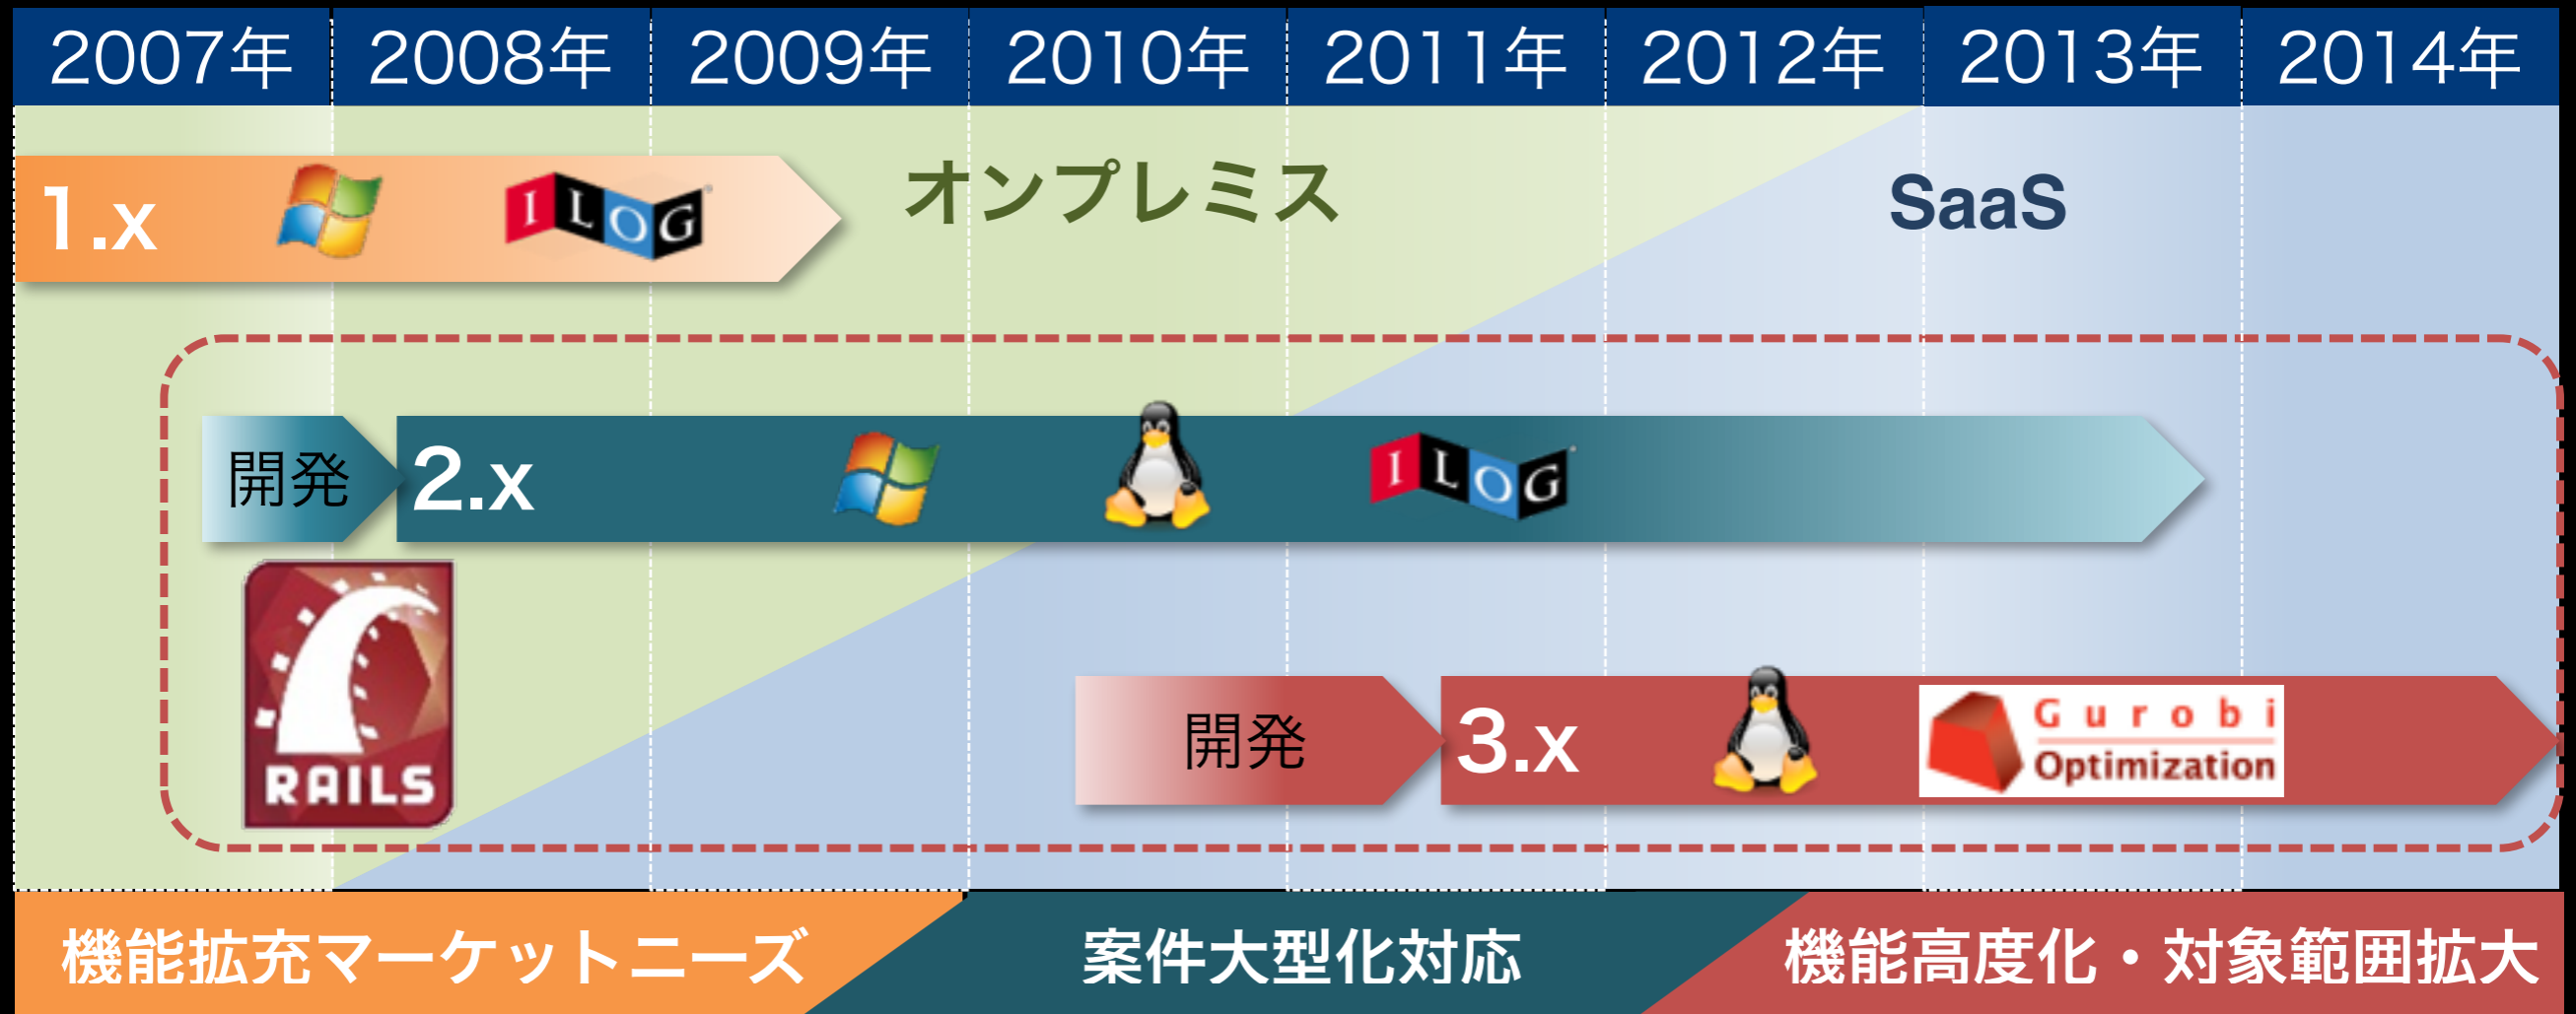 2007年 2008年 2009年 2010年 2011年 2012年 2013年 2014年
1.x
ILOG
オンプレミス
SaaS
開発
2.x
ILOG
RAILS
開発
3.x
Gurobi
Optimization
機能拡充マーケットニーズ
案件大型化対応
機能高度化・対象範囲拡大